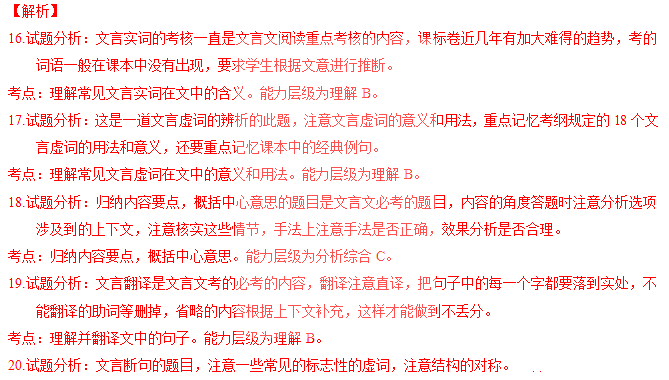 【解析】
16.试题分析：文言实词的考核一直是文言文阅读重点考核的内容，课标卷近几年有加大难得的趋势，考的
词语一般在课本中没有出现，要求学生根据文意进行推断。
考点：理解常见文言实词在文中的含义。能力层级为理解 B。
17.试题分析：这是一道文言虚词的辨析的此题，注意文言虚词的意义和用法，重点记忆考纲规定的 18 个文
言虚词的用法和意义，还要重点记忆课本中的经典例句。
考点：理解常见文言虚词在文中的意义和用法。能力层级为理解 B。
18.试题分析：归纳内容要点，概括中心意思的题目是文言文必考的题目，内容的角度答题时注意分析选项
涉及到的上下文，注意核实这些情节，手法上注意手法是否正确，效果分析是否合理。
考点：归纳内容要点，概括中心意思。能力层级为分析综合 C。
19.试题分析：文言翻译是文言文考的必考的内容，翻译注意直译，把句子中的每一个字都要落到实处，不
能翻译的助词等删掉，省略的内容根据上下文补充，这样才能做到不丢分。
考点：理解并翻译文中的句子。能力层级为理解 B。
20.试题分析：文言断句的题目，注意一些常见的标志性的虚词，注意结构的对称。